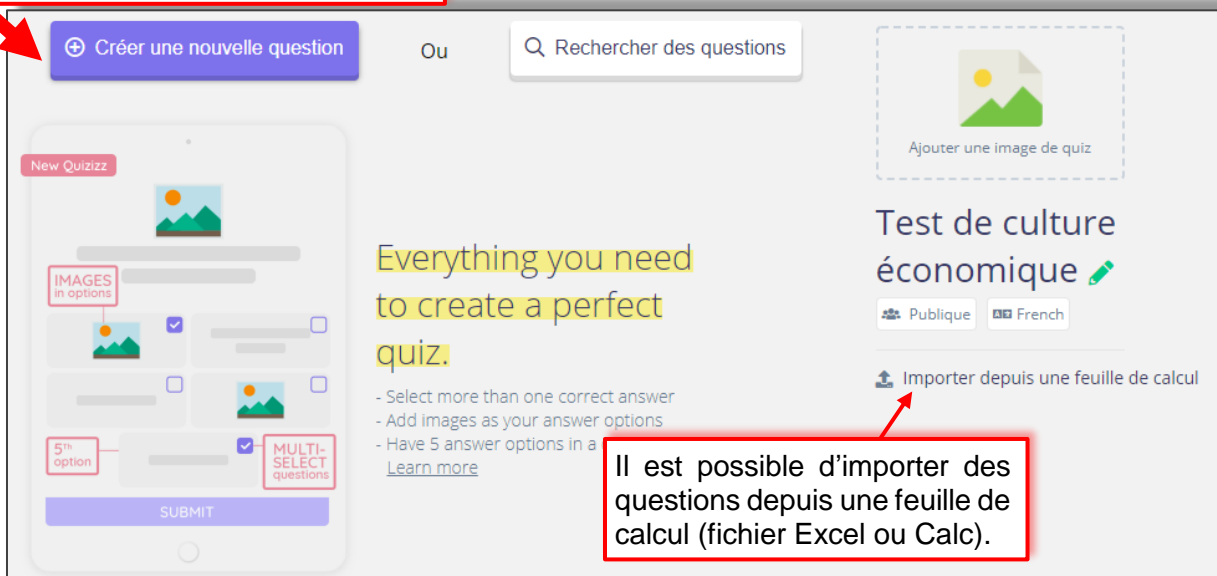 Créer une nouvelle question
Ou
Rechercher des questions
Ajouter une image de quiz
New Quizizz
IMAGES
in options
5Th
option
MULTI-
SELECT
questions
SUBMIT
Everything you need
to create a perfect
quiz.
- Select more than one correct answer
- Add images as your answer options
- Have 5 answer options in a
Learn more
Test de culture
économique
Publique
French
Importer depuis une feuille de calcul
Il est possible d’importer des
questions depuis une feuille de
calcul (fichier Excel ou Calc).